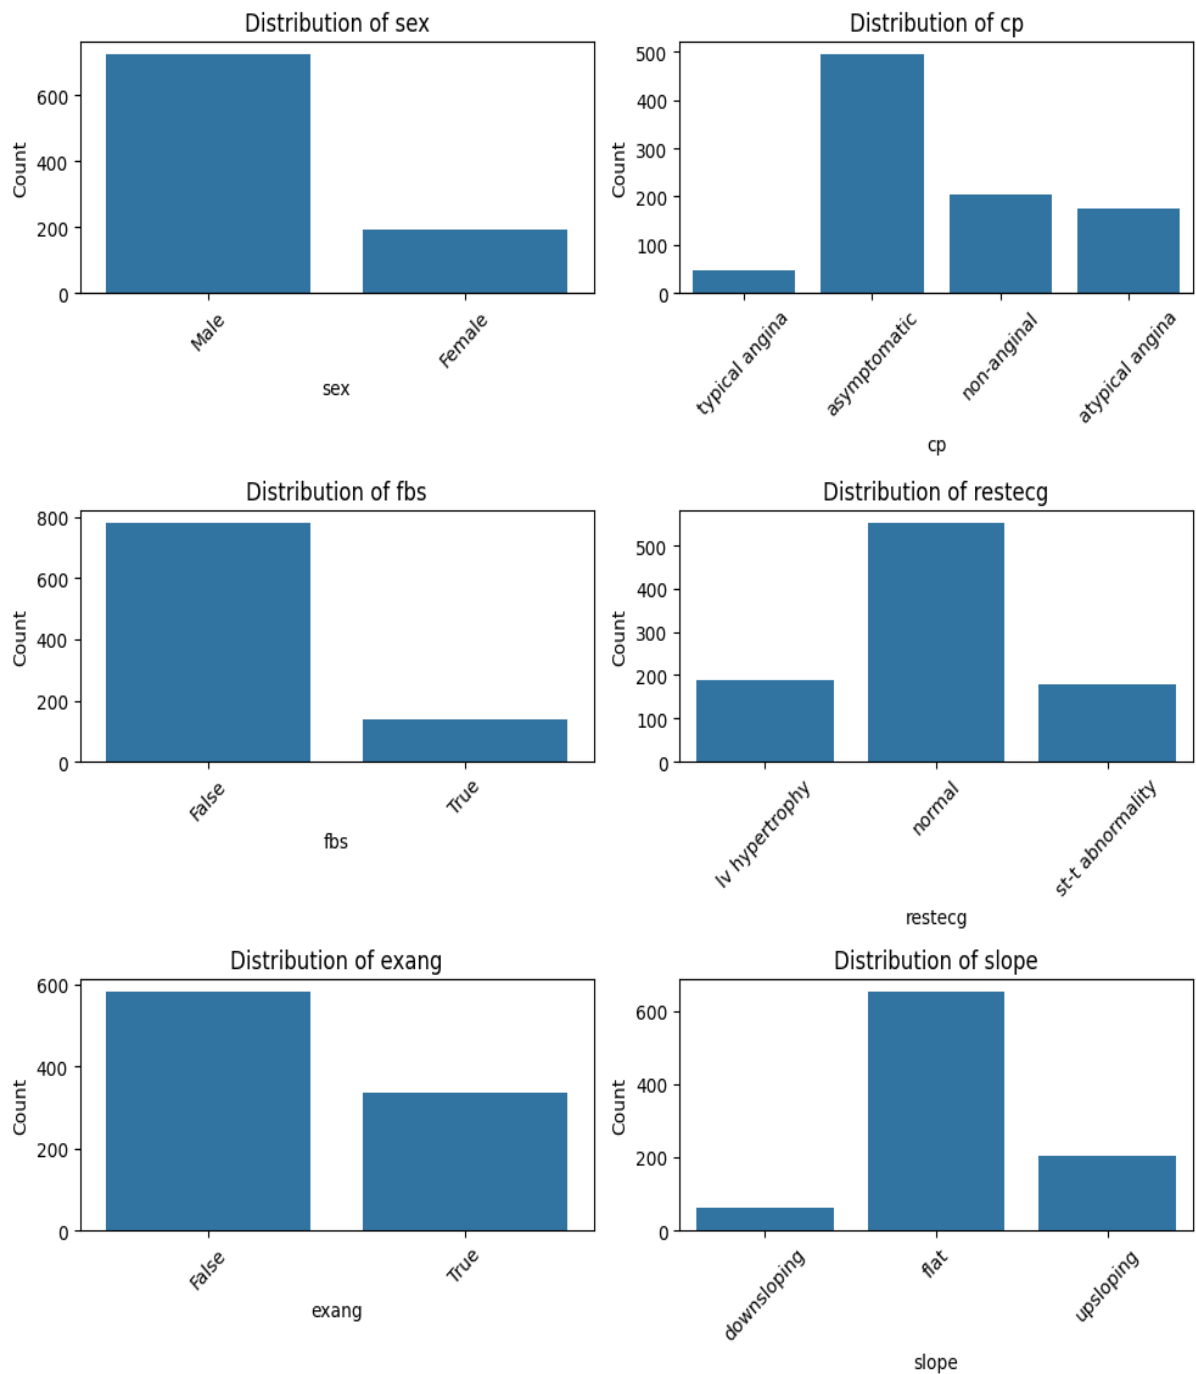 Distribution of sex
Count
600
400
200
0
Male
Female
sex
Distribution of cp
Count
500
400
300
200
100
0
typical angina
asymptomatic
non-anginal
atypical angina
cp
Distribution of fbs
Count
800
600
400
200
0
False
True
fbs
Distribution of restecg
Count
500
400
300
200
100
0
lv hypertrophy
normal
st-t abnormality
restecg
Distribution of exang
Count
600
400
200
0
False
True
exang
Distribution of slope
Count
600
400
200
0
downsloping
flat
upsloping
slope